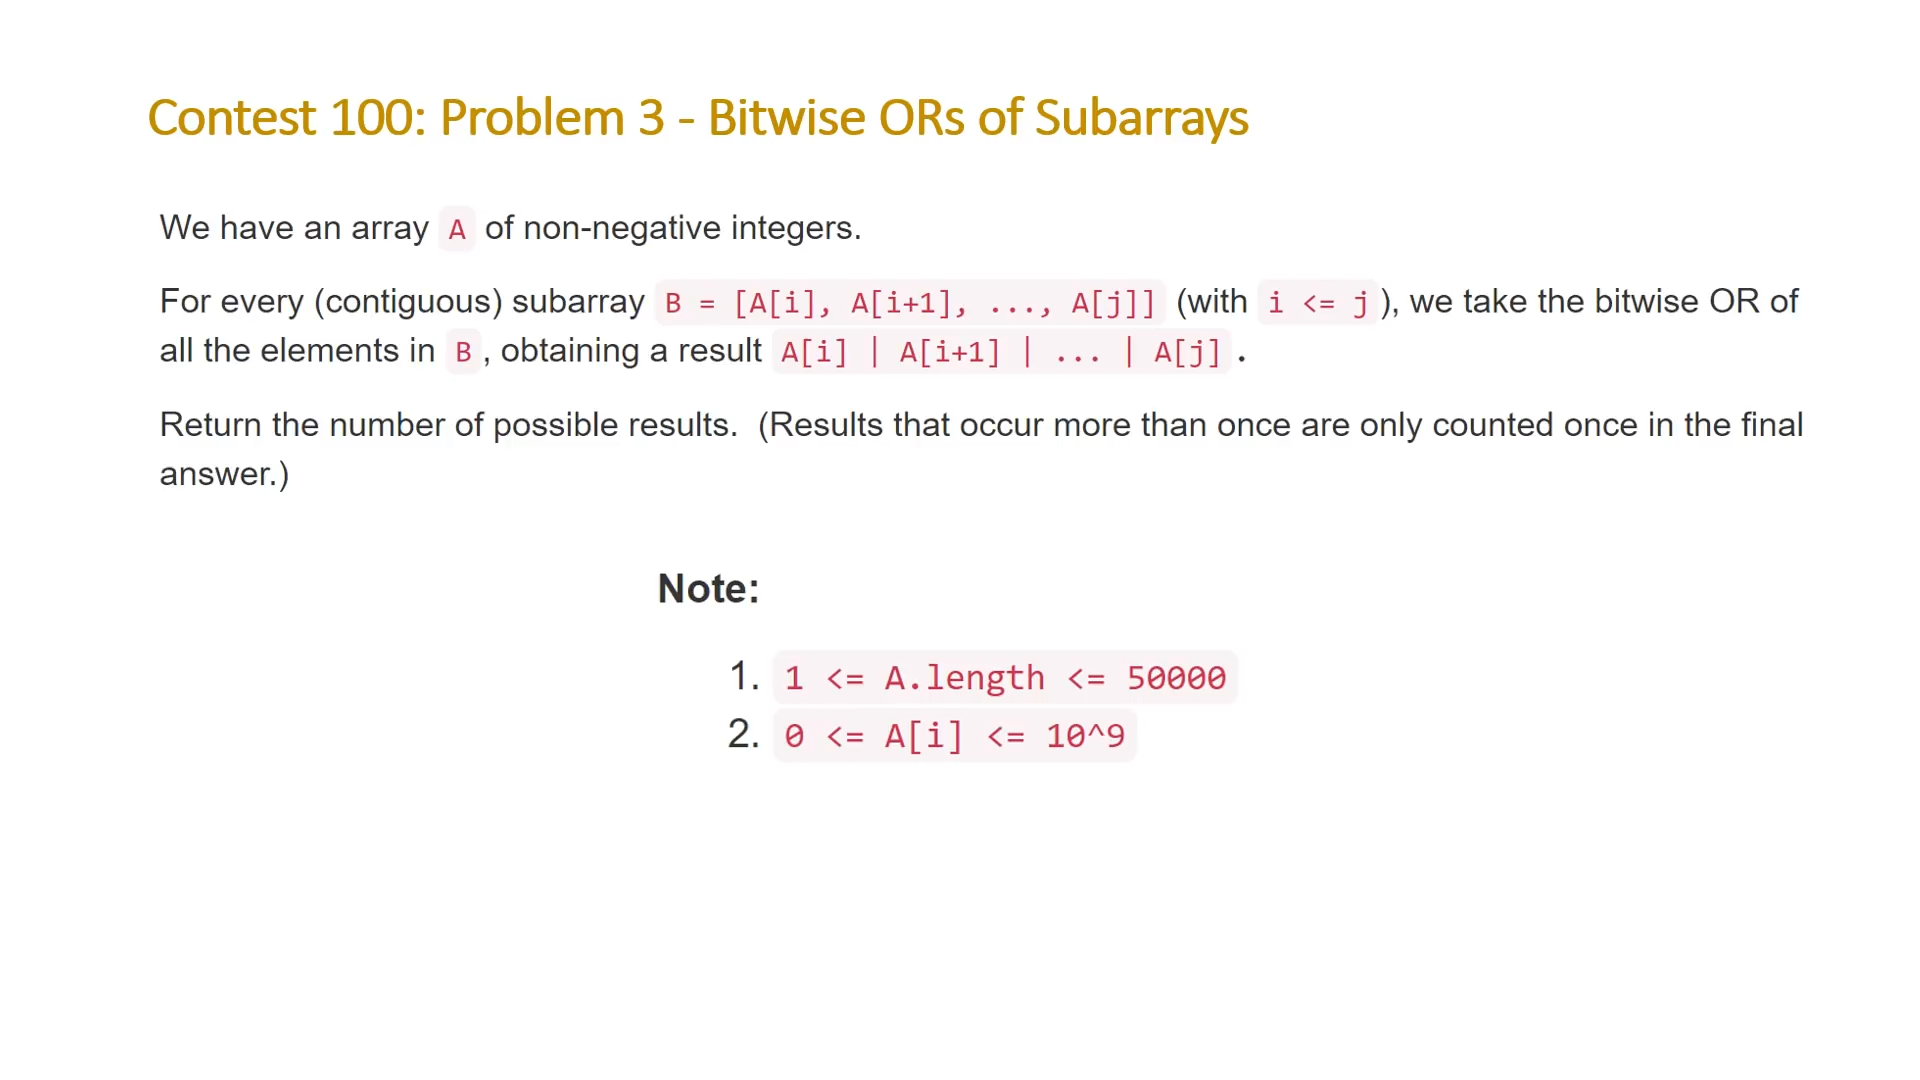 Contest 100: Problem 3 - Bitwise ORs of Subarrays
We have an array A of non-negative integers.
For every (contiguous) subarray B = [A[i], A[i+1], ..., A[j]] (with i <= j), we take the bitwise OR of
all the elements in B, obtaining a result A[i] | A[i+1] | ... | A[j].
Return the number of possible results.  (Results that occur more than once are only counted once in the final
answer.)
Note:
1. 1 <= A.length <= 50000
2. 0 <= A[i] <= 10^9